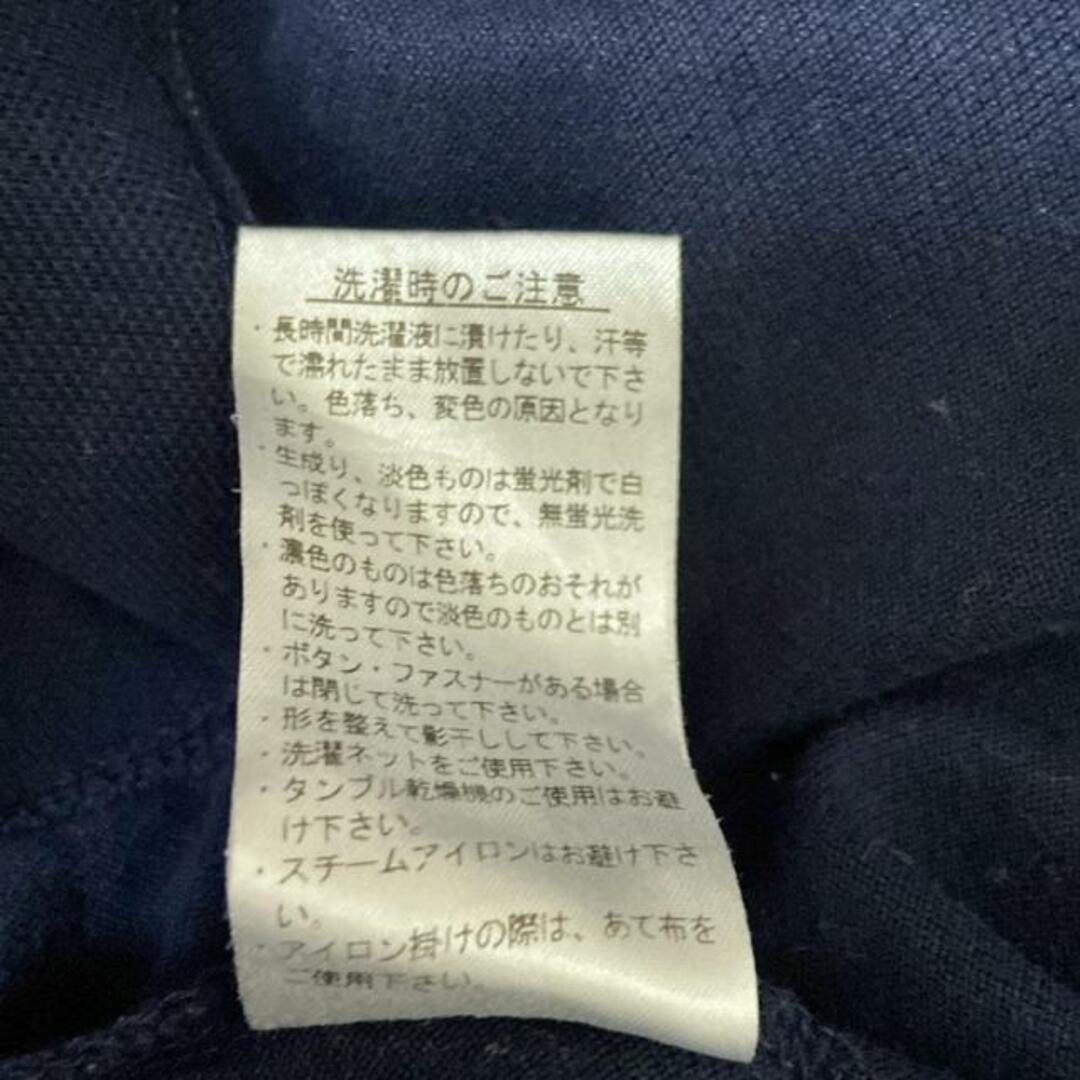 洗濯時のご注意
・長時間洗濯液に漬けたり、汗等
で濡れたまま放置しないで下さ
い。色落ち、変色の原因となり
ます。
・生成り、淡色ものは蛍光剤で白
っぽくなりますので、無蛍光洗
剤を使って下さい。
・濃色のものは色落ちのおそれが
ありますので淡色のものとは別
に洗って下さい。
・ボタン・ファスナーがある場合
は閉じて洗って下さい。
・形を整えて影干しして下さい。
・洗濯ネットをご使用下さい。
・タンブル乾燥機のご使用はお避
け下さい。
・スチームアイロンはお避け下さ
い。
・アイロン掛けの際は、あて布を
ご使用下さい。